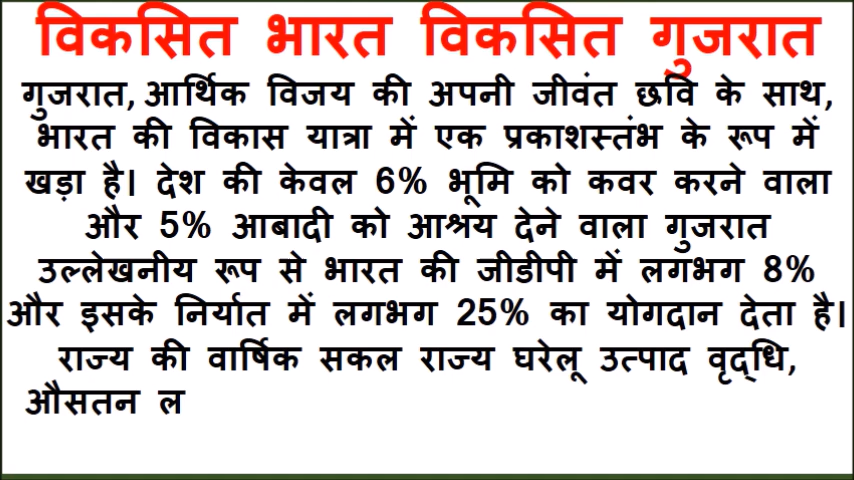 विकसित भारत विकसित गुजरात
गुजरात, आर्थिक विजय की अपनी जीवंत छवि के साथ,
भारत की विकास यात्रा में एक प्रकाशस्तंभ के रूप में
खड़ा है। देश की केवल 6% भूमि को कवर करने वाला
और 5% आबादी को आश्रय देने वाला गुजरात
उल्लेखनीय रूप से भारत की जीडीपी में लगभग 8%
और इसके निर्यात में लगभग 25% का योगदान देता है।
राज्य की वार्षिक सकल राज्य घरेलू उत्पाद वृद्धि,
औसतन ल